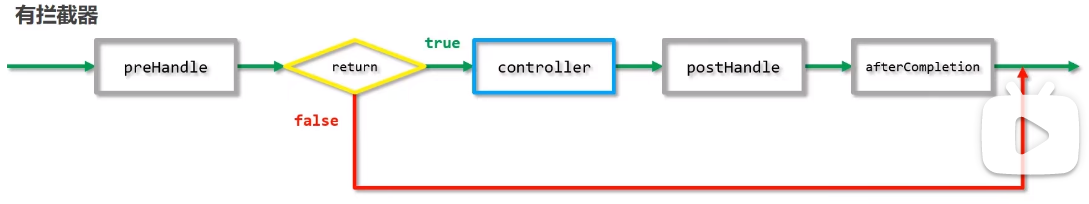 有拦截器
true
preHandle
return
controller
postHandle
afterCompletion
false